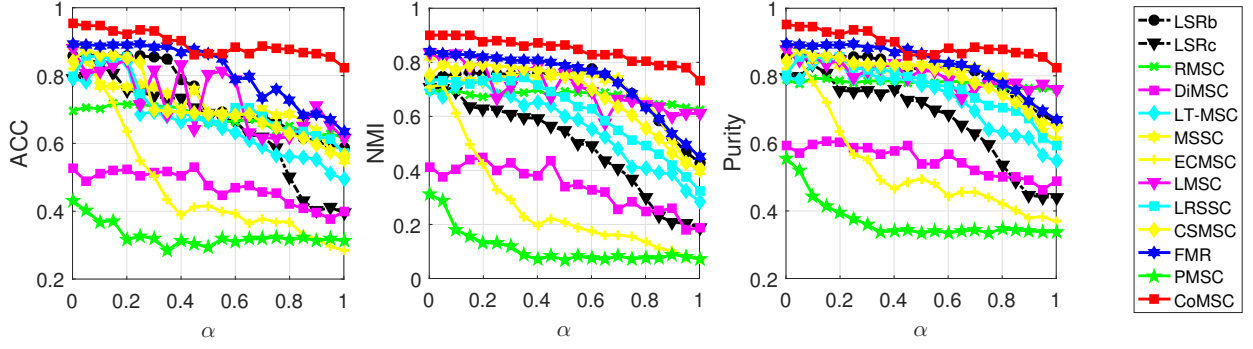 ACC
1
0.8
0.6
0.4
0.2
0 0.2 0.4 0.6 0.8 1
α
NMI
1
0.8
0.6
0.4
0.2
0
0 0.2 0.4 0.6 0.8 1
α
Purity
1
0.8
0.6
0.4
0.2
0 0.2 0.4 0.6 0.8 1
α
LSRb
LSRc
RMSC
DiMSC
LT-MSC
MSSC
ECMSC
LMSC
LRSSC
CSMSC
FMR
PMSC
CoMSC